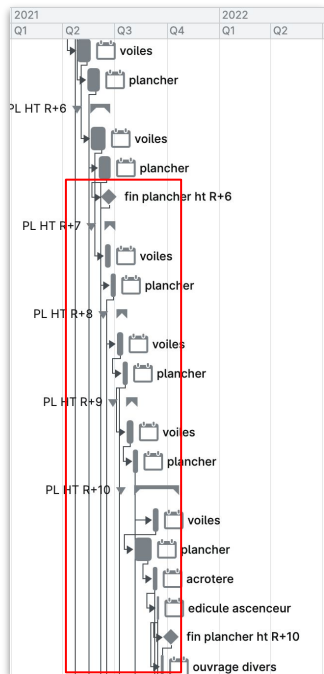 2021 2022
Q1 Q2 Q3 Q4 Q1 Q2
voiles
plancher
PL HT R+6
voiles
plancher
fin plancher ht R+6
PL HT R+7
voiles
plancher
PL HT R+8
voiles
plancher
PL HT R+9
voiles
plancher
PL HT R+10
voiles
plancher
acrotere
edicule ascenceur
fin plancher ht R+10
ouvrage divers